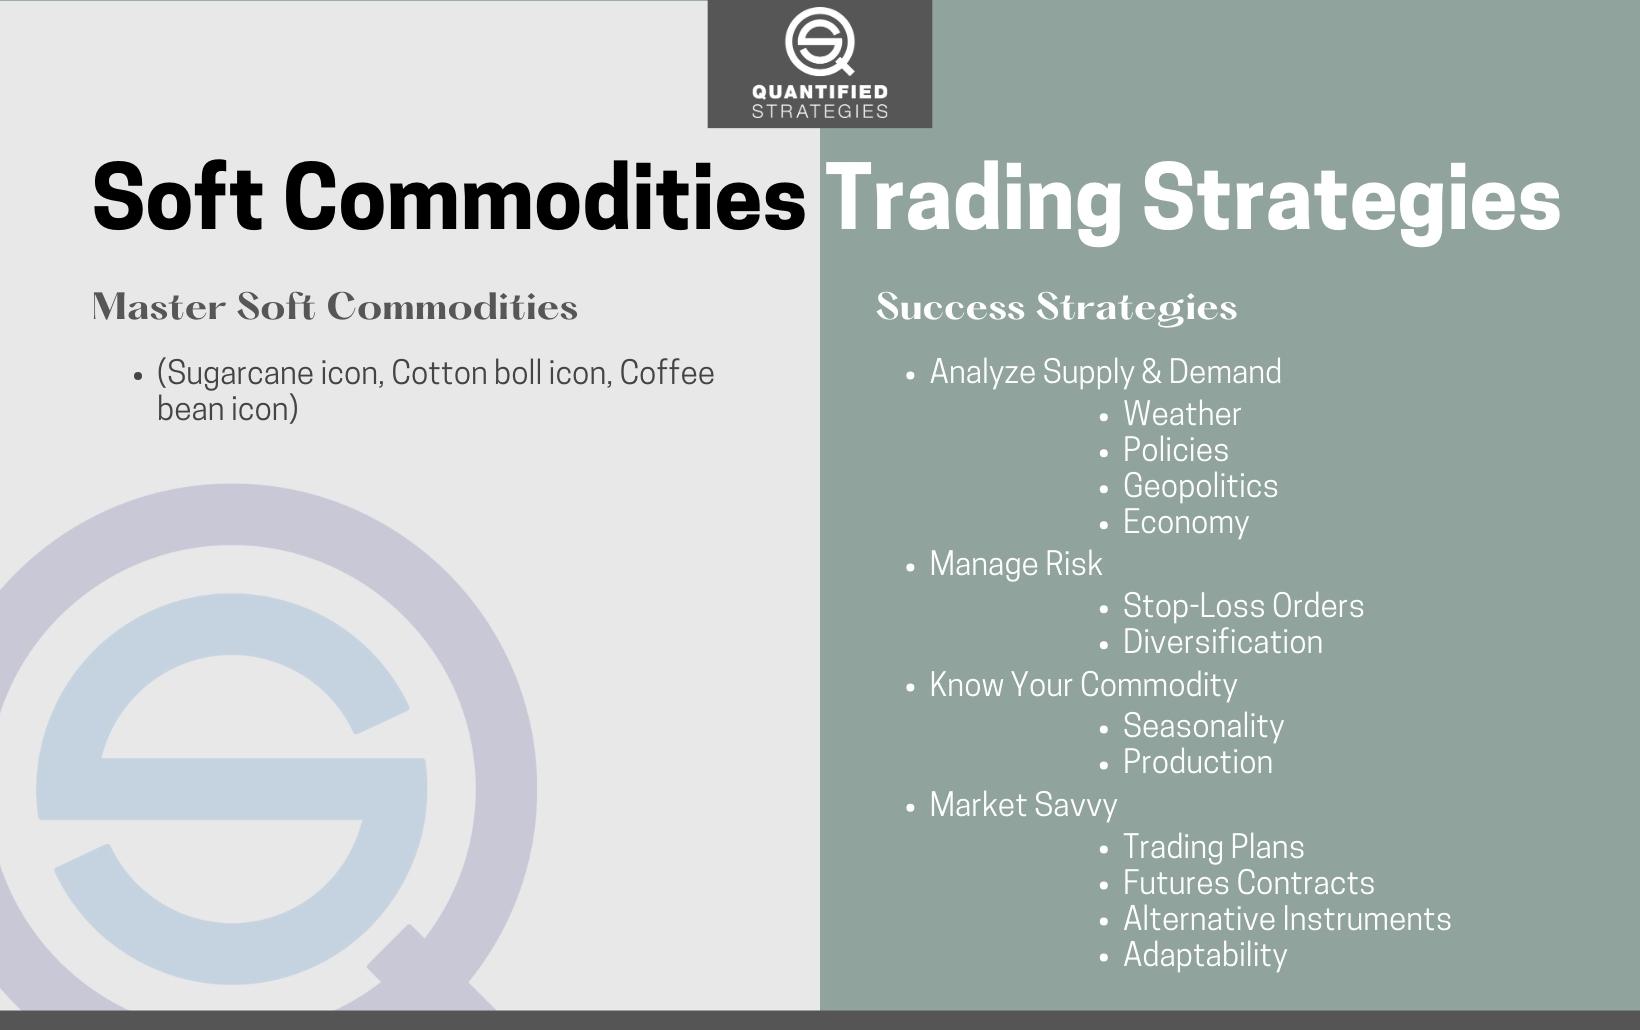 QUANTIFIED
STRATEGIES
Soft Commodities Trading Strategies
Master Soft Commodities
• (Sugarcane icon, Cotton boll icon, Coffee
bean icon)
Success Strategies
• Analyze Supply & Demand
• Weather
• Policies
• Geopolitics
• Economy
• Manage Risk
• Stop-Loss Orders
• Diversification
• Know Your Commodity
• Seasonality
• Production
• Market Savvy
• Trading Plans
• Futures Contracts
• Alternative Instruments
• Adaptability